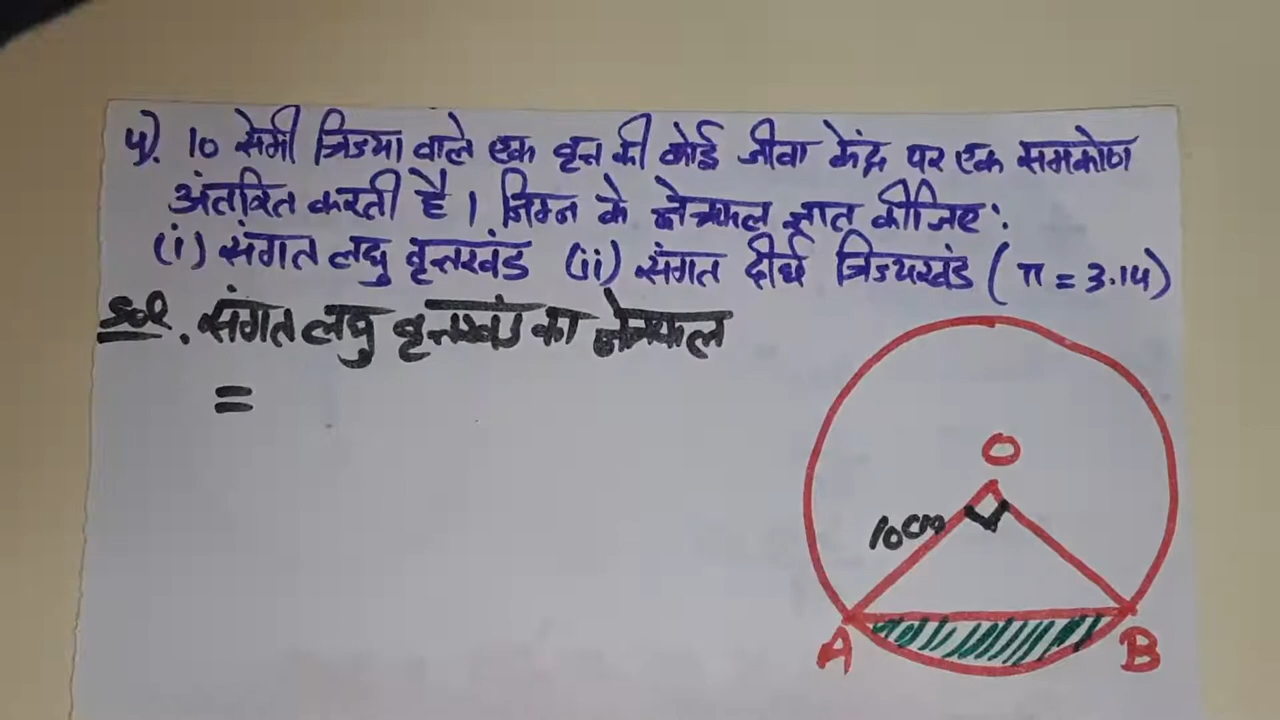 4). 10 सेमी त्रिज्या वाले एक वृत्त की कोई जीवा केंद्र पर एक समकोण
अंतरित करती है। निम्न के क्षेत्रफल ज्ञात कीजिए:
(i) संगत लघु वृत्तखंड (ii) संगत दीर्घ त्रिज्यखंड (π = 3.14)
Sol. संगत लघु वृत्तखंड का क्षेत्रफल
=
O
10cm
A B